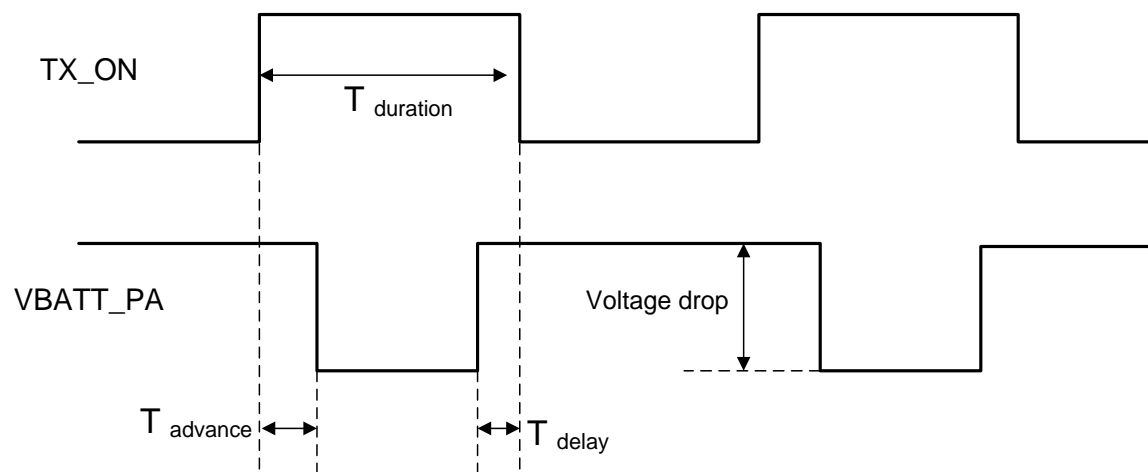 TX_ON
T duration
VBATT_PA
Voltage drop
T advance
T delay